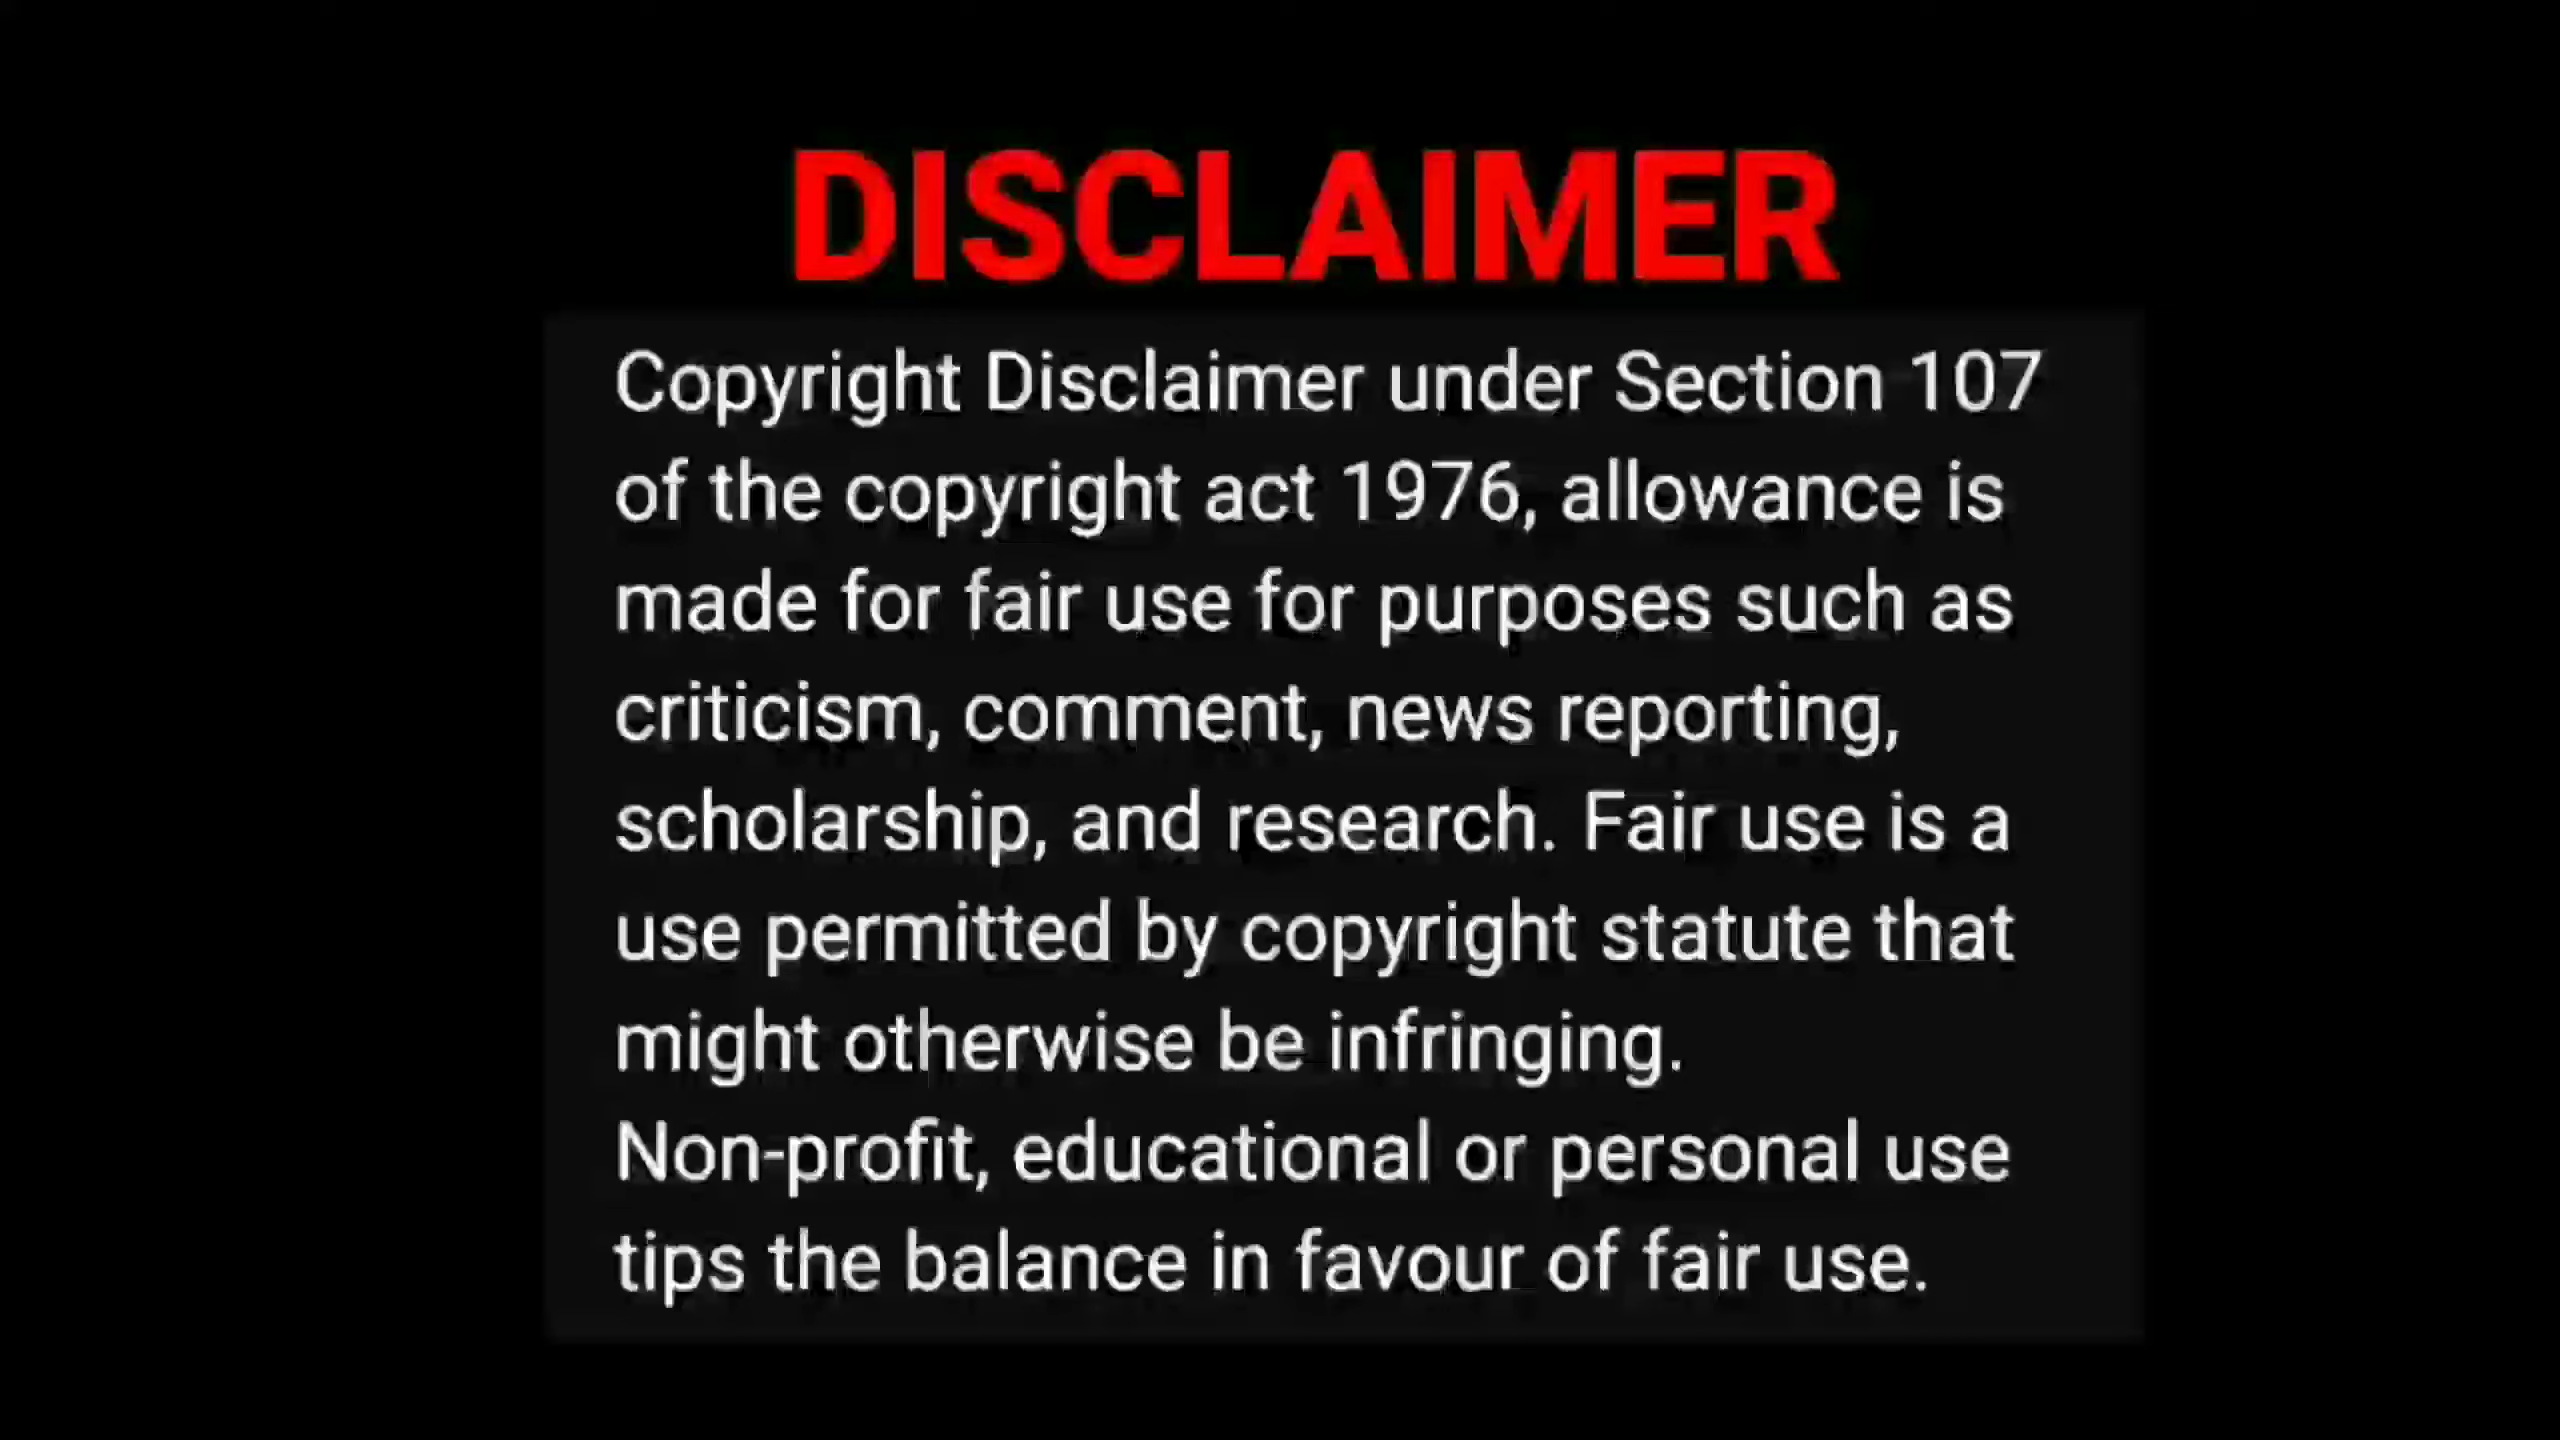 DISCLAIMER
Copyright Disclaimer under Section 107
of the copyright act 1976, allowance is
made for fair use for purposes such as
criticism, comment, news reporting,
scholarship, and research. Fair use is a
use permitted by copyright statute that
might otherwise be infringing.
Non-profit, educational or personal use
tips the balance in favour of fair use.